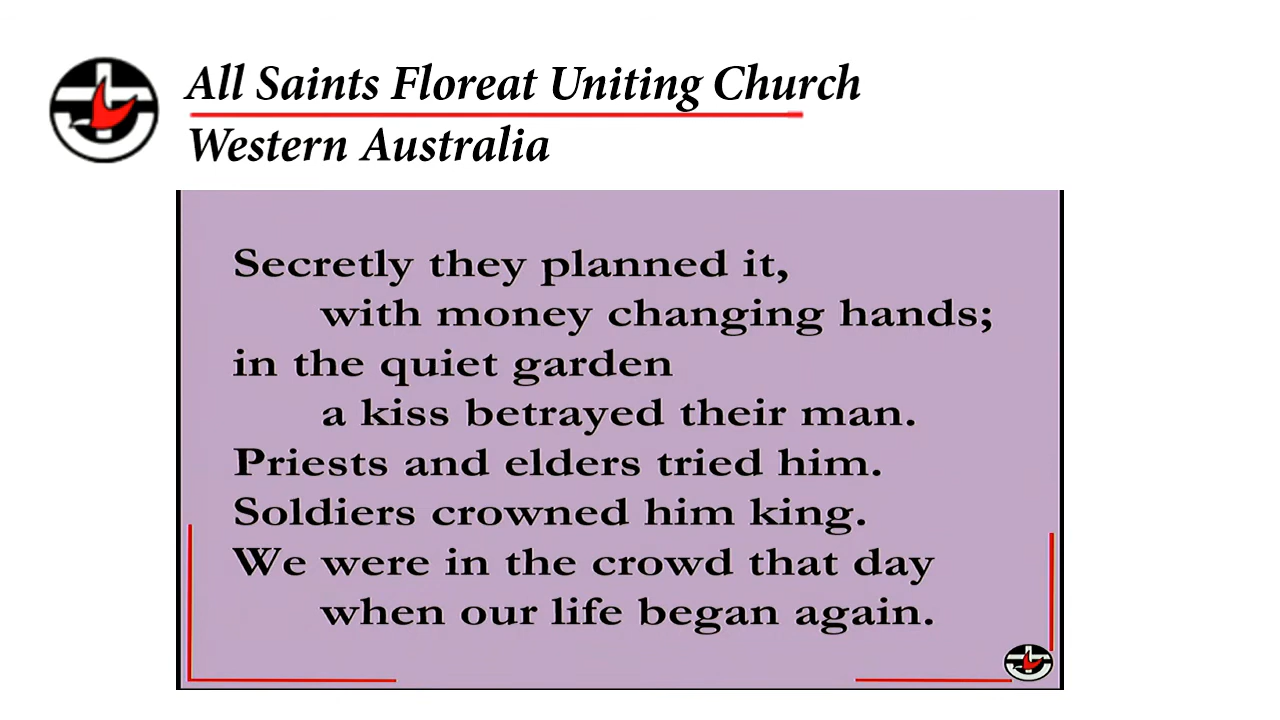 All Saints Floreat Uniting Church
Western Australia
Secretly they planned it,
with money changing hands;
in the quiet garden
a kiss betrayed their man.
Priests and elders tried him.
Soldiers crowned him king.
We were in the crowd that day
when our life began again.